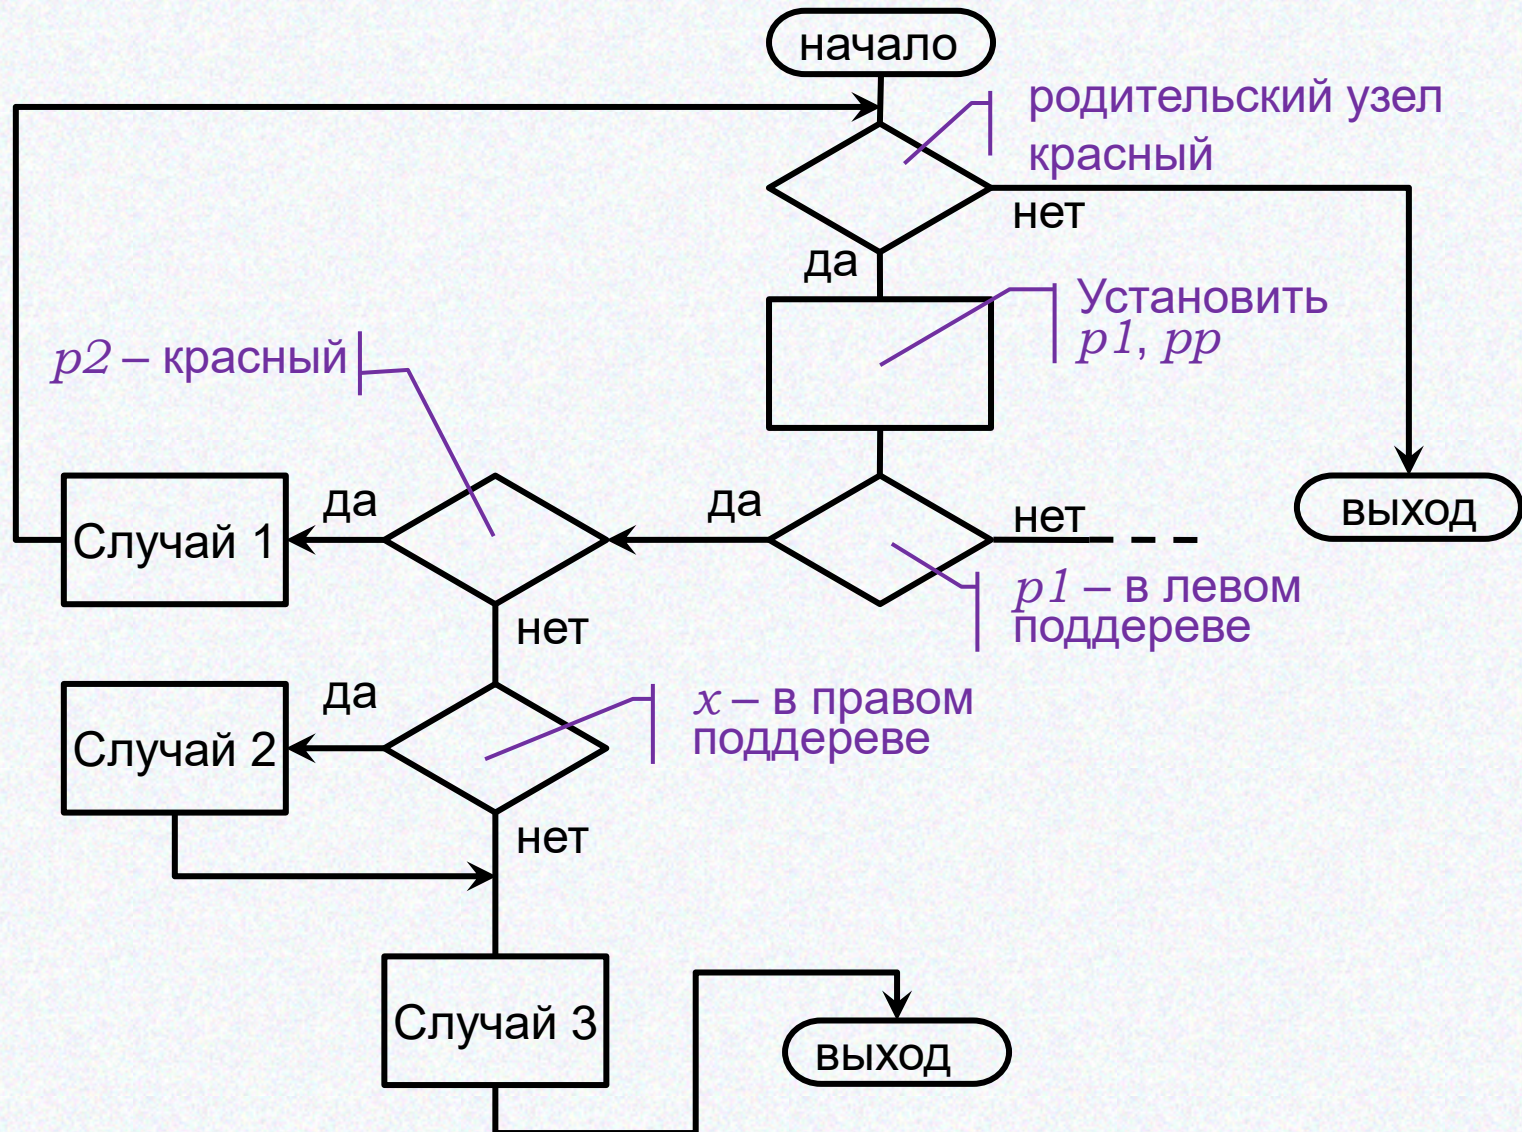 начало
родительский узел
красный
нет
да
Установить
p1, pp
p2 – красный
да
Случай 1
да
нет
выход
p1 – в левом
поддереве
нет
да
Случай 2
x – в правом
поддереве
нет
Случай 3
выход